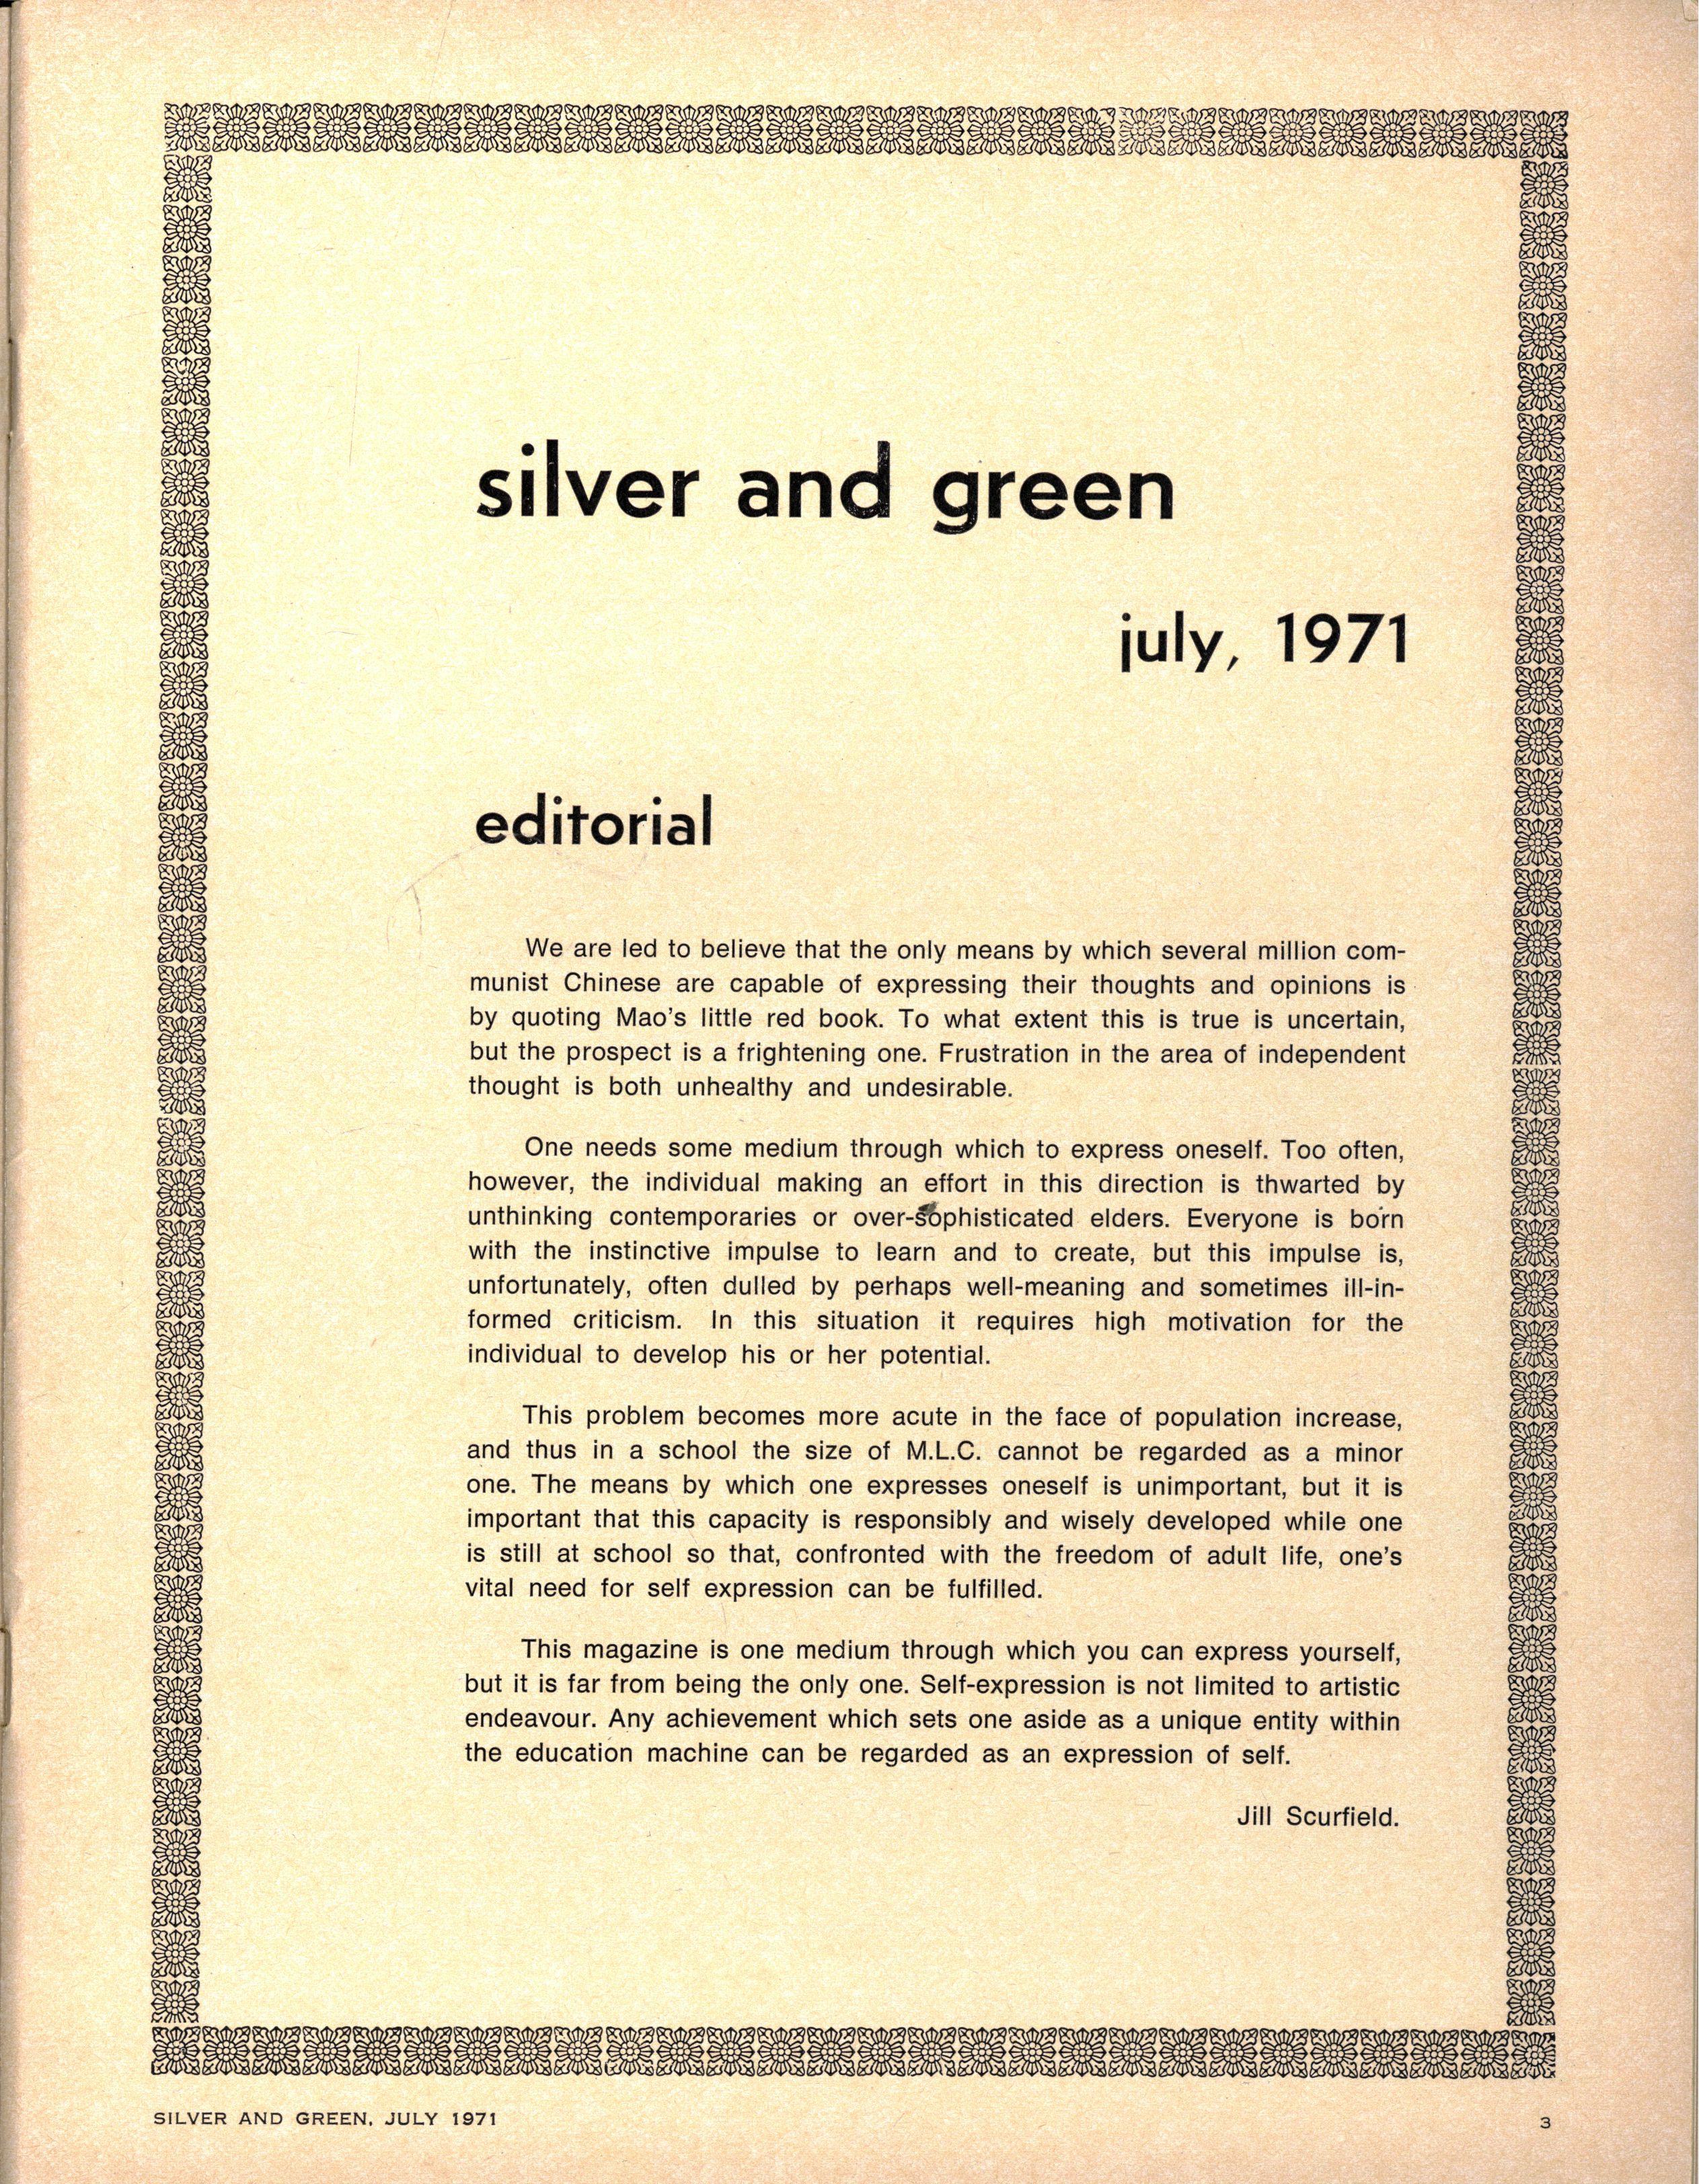 silver and green
july, 1971
editorial
We are led to believe that the only means by which several million com-
munist Chinese are capable of expressing their thoughts and opinions is
by quoting Mao's little red book. To what extent this is true is uncertain,
but the prospect is a frightening one. Frustration in the area of independent
thought is both unhealthy and undesirable.
One needs some medium through which to express oneself. Too often,
however, the individual making an effort in this direction is thwarted by
unthinking contemporaries or over-sophisticated elders. Everyone is born
with the instinctive impulse to learn and to create, but this impulse is,
unfortunately, often dulled by perhaps well-meaning and sometimes ill-in-
formed criticism. In this situation it requires high motivation for the
individual to develop his or her potential.
This problem becomes more acute in the face of population increase,
and thus in a school the size of M.L.C. cannot be regarded as a minor
one. The means by which one expresses oneself is unimportant, but it is
important that this capacity is responsibly and wisely developed while one
is still at school so that, confronted with the freedom of adult life, one's
vital need for self expression can be fulfilled.
This magazine is one medium through which you can express yourself,
but it is far from being the only one. Self-expression is not limited to artistic
endeavour. Any achievement which sets one aside as a unique entity within
the education machine can be regarded as an expression of self.
Jill Scurfield.
SILVER AND GREEN, JULY 1971
3